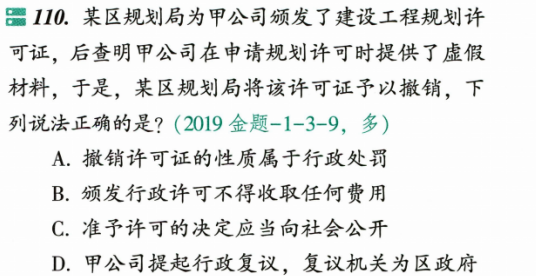 110. 某区规划局为甲公司颁发了建设工程规划许
可证，后查明甲公司在申请规划许可时提供了虚假
材料，于是，某区规划局将该许可证予以撤销，下
列说法正确的是？（2019 金题-1-3-9，多）
A. 撤销许可证的性质属于行政处罚
B. 颁发行政许可不得收取任何费用
C. 准予许可的决定应当向社会公开
D. 甲公司提起行政复议，复议机关为区政府